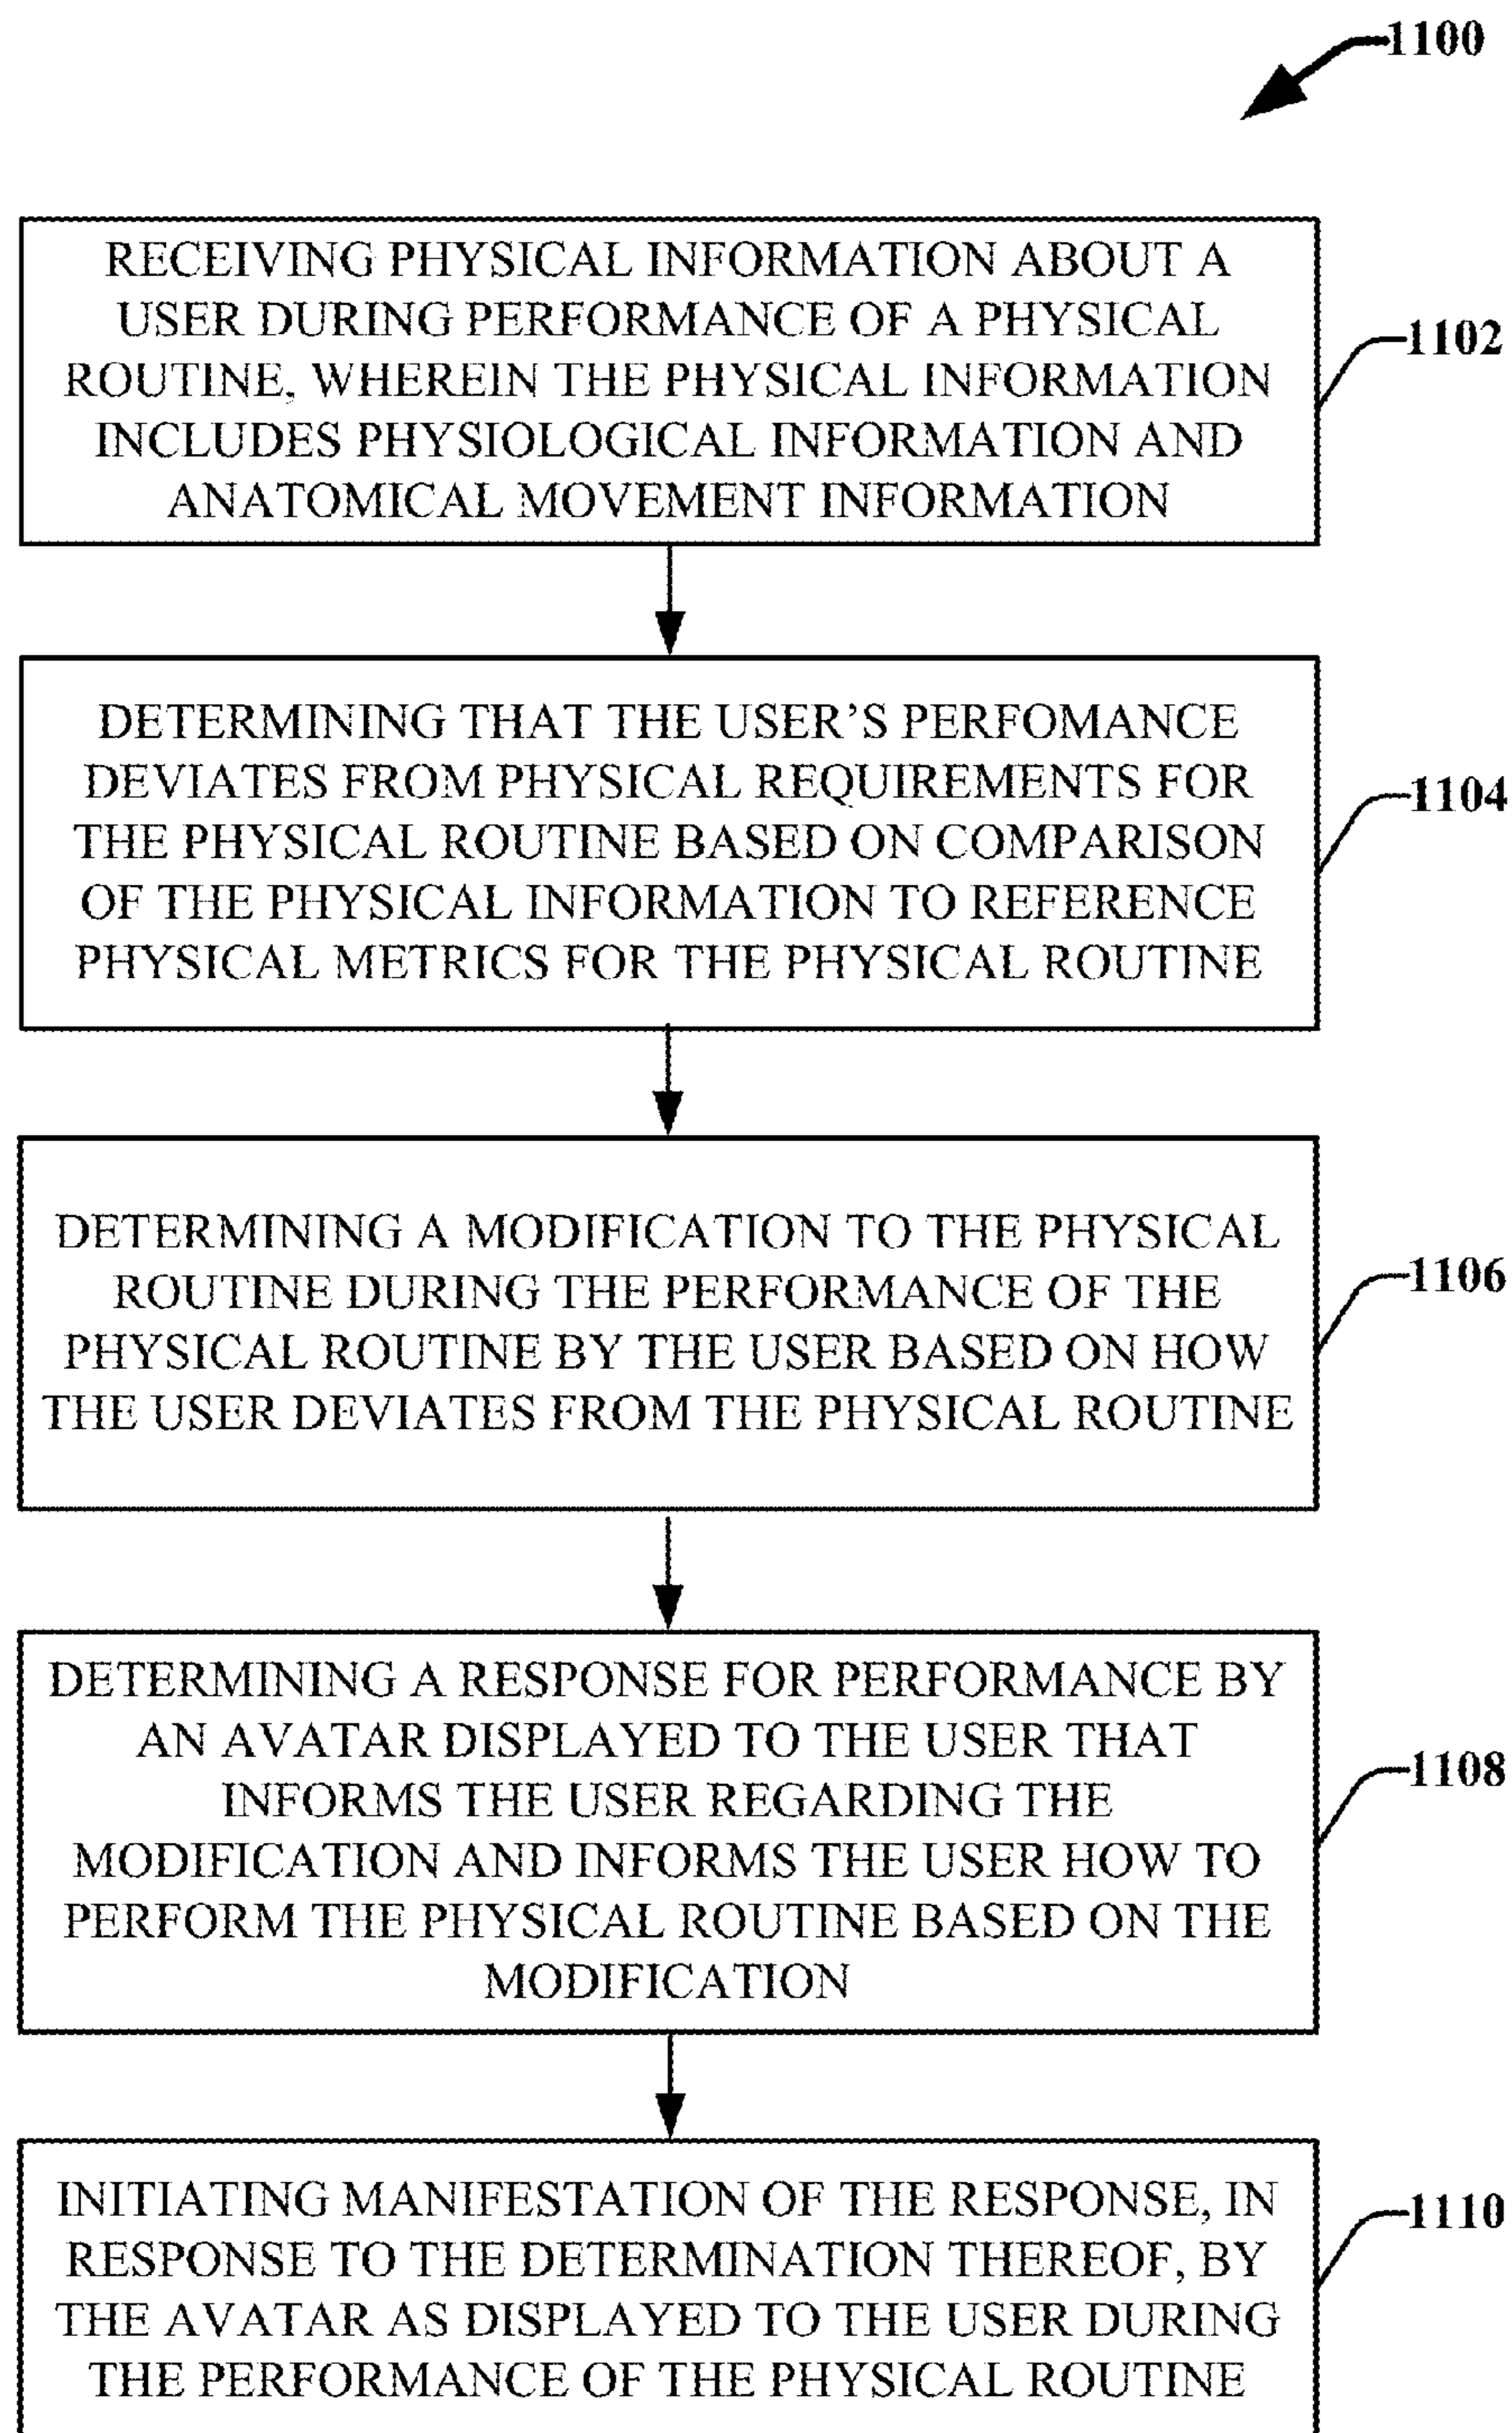 1100
RECEIVING PHYSICAL INFORMATION ABOUT A
USER DURING PERFORMANCE OF A PHYSICAL
ROUTINE, WHEREIN THE PHYSICAL INFORMATION
INCLUDES PHYSIOLOGICAL INFORMATION AND
ANATOMICAL MOVEMENT INFORMATION
1102
DETERMINING THAT THE USER'S PERFOMANCE
DEVIATES FROM PHYSICAL REQUIREMENTS FOR
THE PHYSICAL ROUTINE BASED ON COMPARISON
OF THE PHYSICAL INFORMATION TO REFERENCE
PHYSICAL METRICS FOR THE PHYSICAL ROUTINE
1104
DETERMINING A MODIFICATION TO THE PHYSICAL
ROUTINE DURING THE PERFORMANCE OF THE
PHYSICAL ROUTINE BY THE USER BASED ON HOW
THE USER DEVIATES FROM THE PHYSICAL ROUTINE
1106
DETERMINING A RESPONSE FOR PERFORMANCE BY
AN AVATAR DISPLAYED TO THE USER THAT
INFORMS THE USER REGARDING THE
MODIFICATION AND INFORMS THE USER HOW TO
PERFORM THE PHYSICAL ROUTINE BASED ON THE
MODIFICATION
1108
INITIATING MANIFESTATION OF THE RESPONSE, IN
RESPONSE TO THE DETERMINATION THEREOF, BY
THE AVATAR AS DISPLAYED TO THE USER DURING
THE PERFORMANCE OF THE PHYSICAL ROUTINE
1110